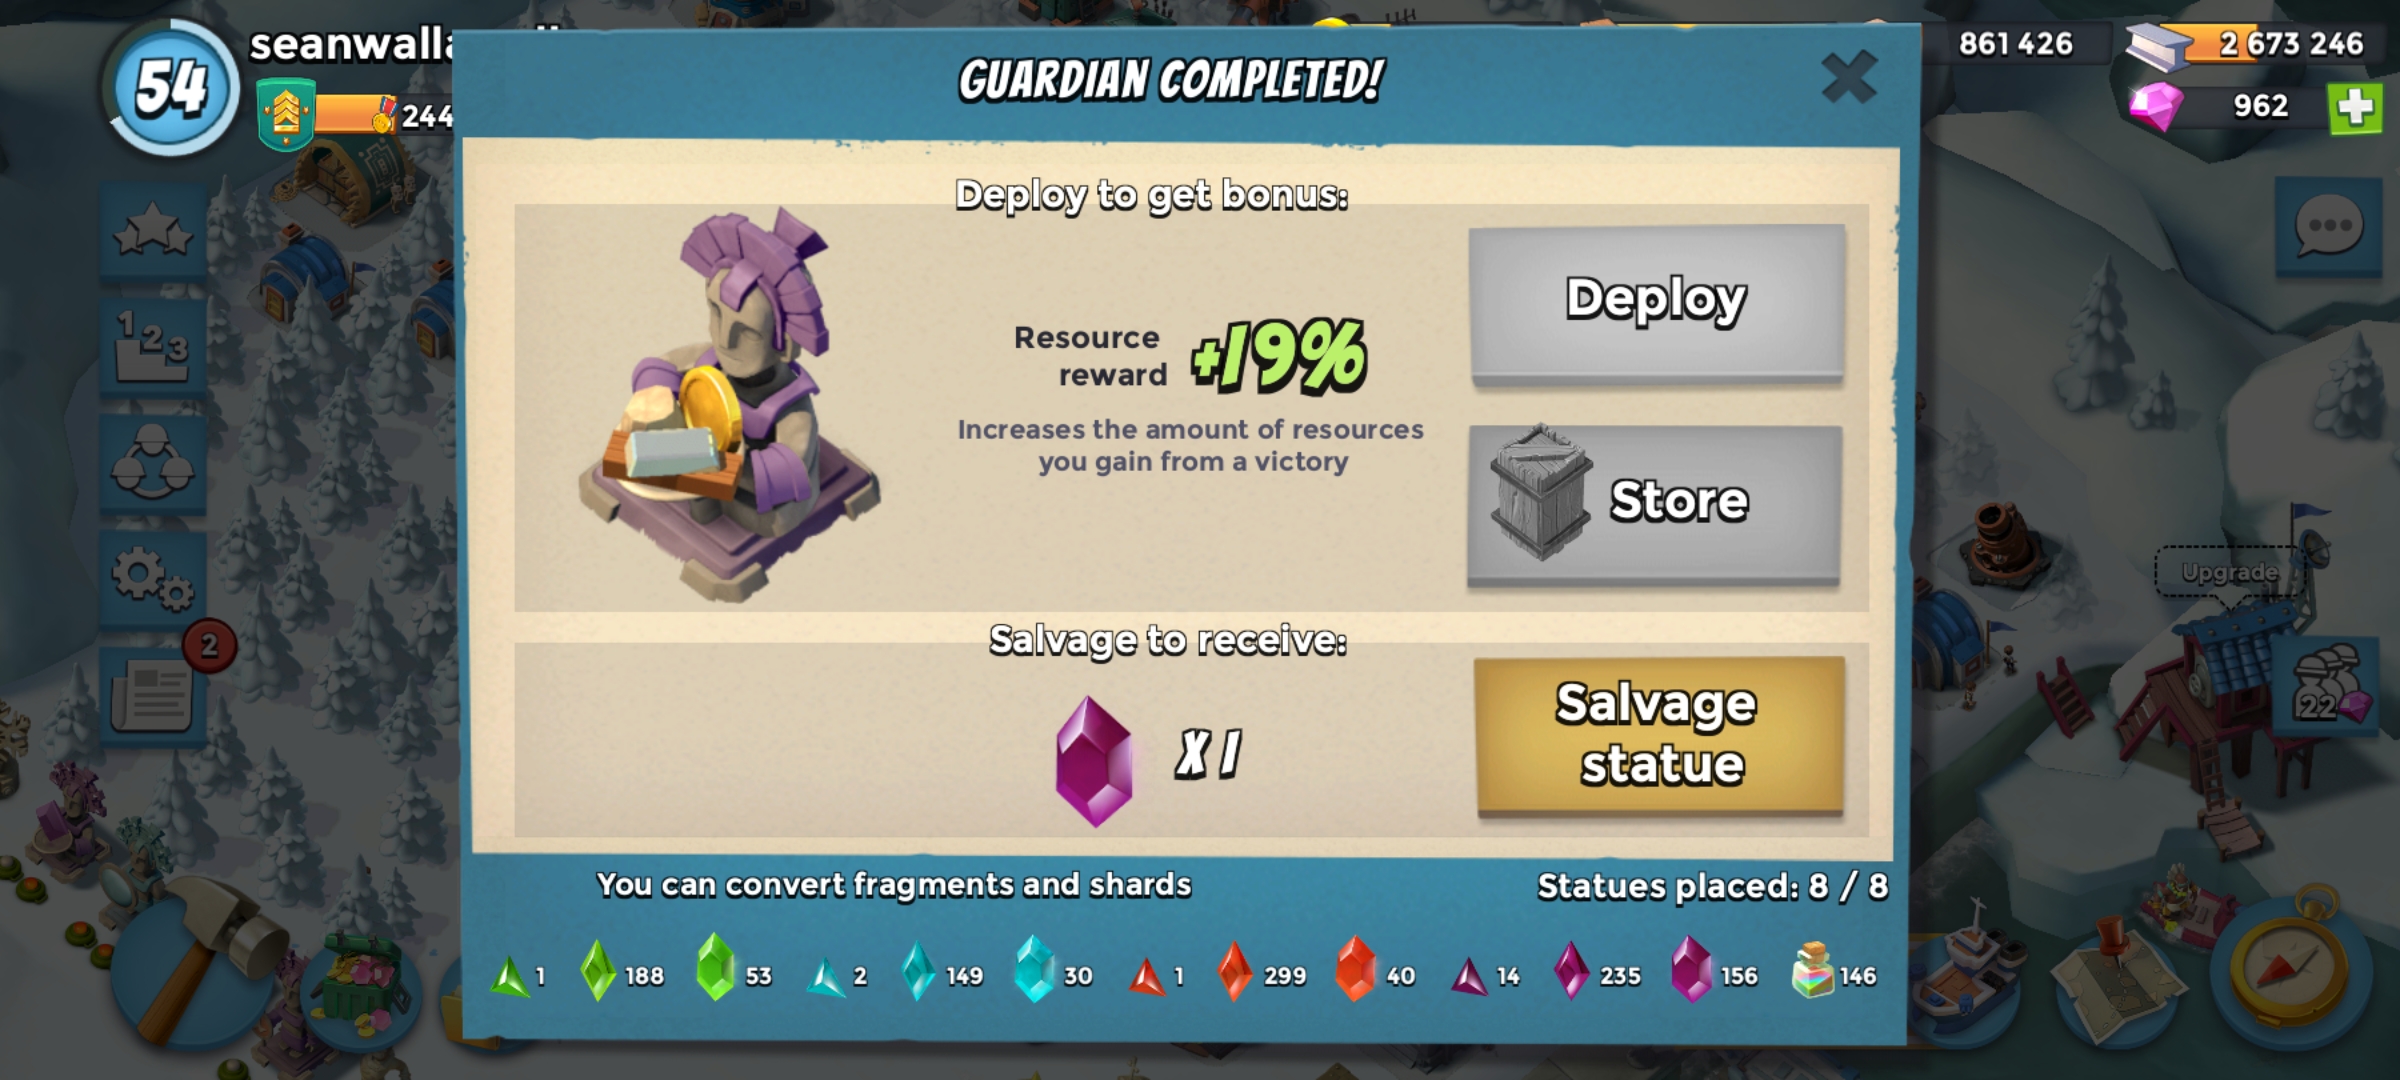 54
244
GUARDIAN COMPLETED!
861 426
2 673 246
962
Deploy to get bonus:
Resource
reward
+19%
Increases the amount of resources
you gain from a victory
Deploy
Store
1 2 3
2
Upgrade
22
Salvage to receive:
X 1
Salvage
statue
You can convert fragments and shards
Statues placed: 8 / 8
1 188 53 2 149 30 1 299 40 14 235 156 146